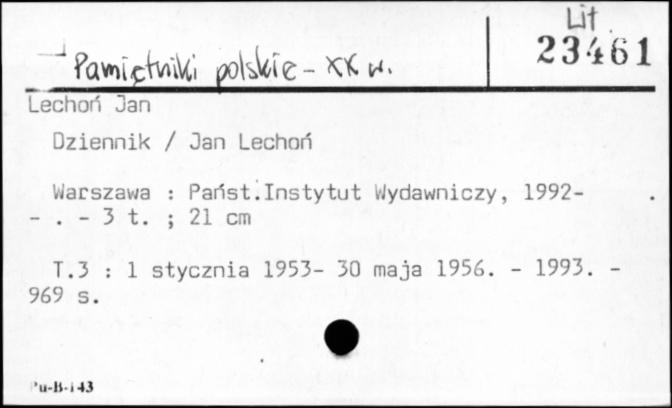 Lit
23461
Pamiętniki polskie - XX w.
Lechoń Jan
Dziennik / Jan Lechoń
Warszawa : Państ.Instytut Wydawniczy, 1992-
- . - 3 t. ; 21 cm
T.3 : 1 stycznia 1953- 30 maja 1956. - 1993. -
969 s.
Pu-B-143